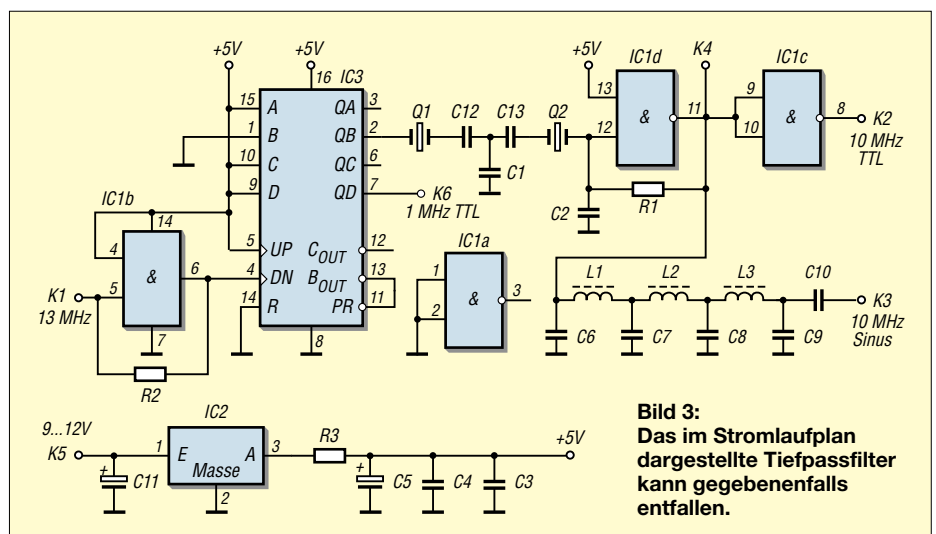 +5V
+5V
+5V
K4
16
IC3
IC1d
IC1c
15 A QA 3
13
11
9
1 B QB 2
Q1
C12
C13
Q2
12
&
&
8
K2
10
10 MHz
TTL
10 C QC 6
9 D QD 7
C1
K6
1 MHz TTL
C2
R1
IC1b
14
4
5 UP
COUT 12
IC1a
&
6
4 DN
BOUT 13
1
K1
5
13 MHz
14 R
PR 11
2
&
3
L1
L2
L3
C10
K3
10 MHz
Sinus
7
8
C6
C7
C8
C9
R2
9...12V
IC2
K5
1
E A
3
R3
+5V
Masse
+
C11
2
+
C5
C4
C3
Bild 3:
Das im Stromlaufplan
dargestellte Tiefpassfilter
kann gegebenenfalls
entfallen.